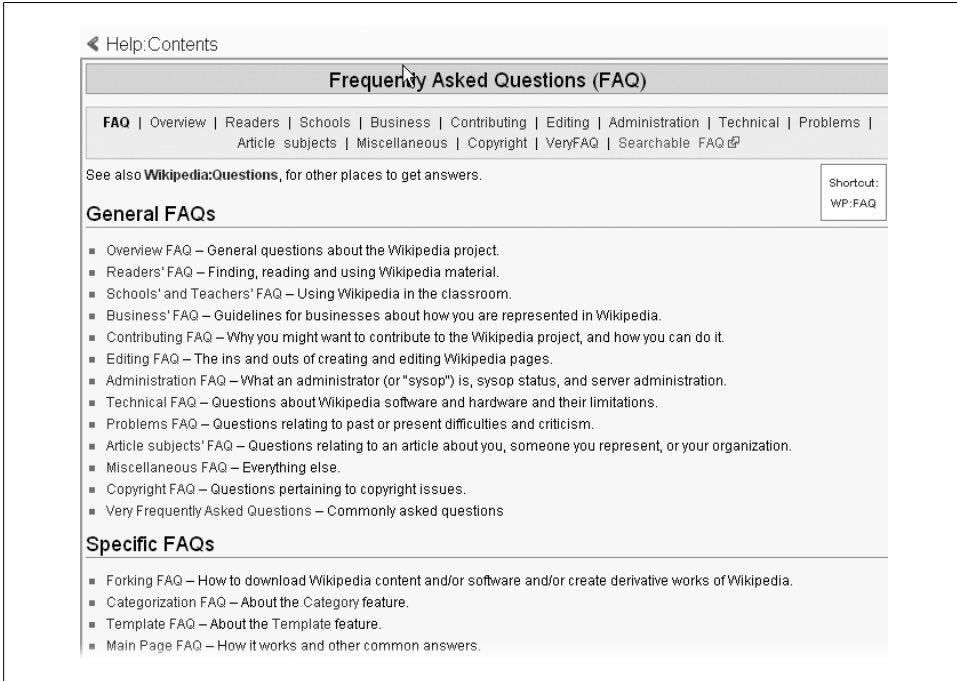 Help:Contents
Frequently Asked Questions (FAQ)
FAQ | Overview | Readers | Schools | Business | Contributing | Editing | Administration | Technical | Problems |
Article subjects | Miscellaneous | Copyright | VeryFAQ | Searchable FAQ
See also Wikipedia:Questions, for other places to get answers.
Shortcut:
WP:FAQ
General FAQs
Overview FAQ – General questions about the Wikipedia project.
Readers' FAQ – Finding, reading and using Wikipedia material.
Schools' and Teachers' FAQ – Using Wikipedia in the classroom.
Business' FAQ – Guidelines for businesses about how you are represented in Wikipedia.
Contributing FAQ – Why you might want to contribute to the Wikipedia project, and how you can do it.
Editing FAQ – The ins and outs of creating and editing Wikipedia pages.
Administration FAQ – What an administrator (or "sysop") is, sysop status, and server administration.
Technical FAQ – Questions about Wikipedia software and hardware and their limitations.
Problems FAQ – Questions relating to past or present difficulties and criticism.
Article subjects' FAQ – Questions relating to an article about you, someone you represent, or your organization.
Miscellaneous FAQ – Everything else.
Copyright FAQ – Questions pertaining to copyright issues.
Very Frequently Asked Questions – Commonly asked questions
Specific FAQs
Forking FAQ – How to download Wikipedia content and/or software and/or create derivative works of Wikipedia.
Categorization FAQ – About the Category feature.
Template FAQ – About the Template feature.
Main Page FAQ – How it works and other common answers.